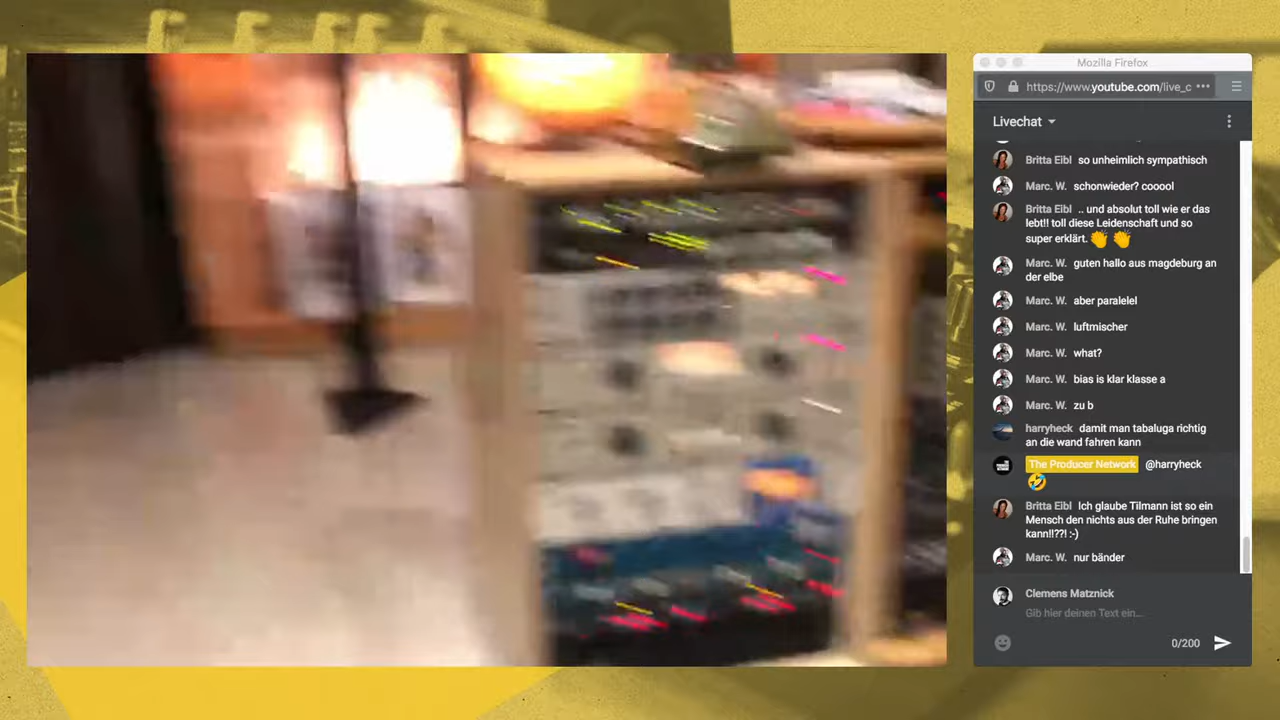 Mozilla Firefox
https://www.youtube.com/live_c
Livechat
Britta Eibl so unheimlich sympathisch
Marc. W. schonwieder? cooool
Britta Eibl .. und absolut toll wie er das
lebt!! toll diese Leidenschaft und so
super erklärt. 👏 👏
Marc. W. guten hallo aus magdeburg an
der elbe
Marc. W. aber paralelel
Marc. W. luftmischer
Marc. W. what?
Marc. W. bias is klar klasse a
Marc. W. zu b
harryheck damit man tabaluga richtig
an die wand fahren kann
The Producer Network @harryheck
🤣
Britta Eibl Ich glaube Tilmann ist so ein
Mensch den nichts aus der Ruhe bringen
kann!!??! :-)
Marc. W. nur bänder
Clemens Matznick
Gib hier deinen Text ein...
0/200